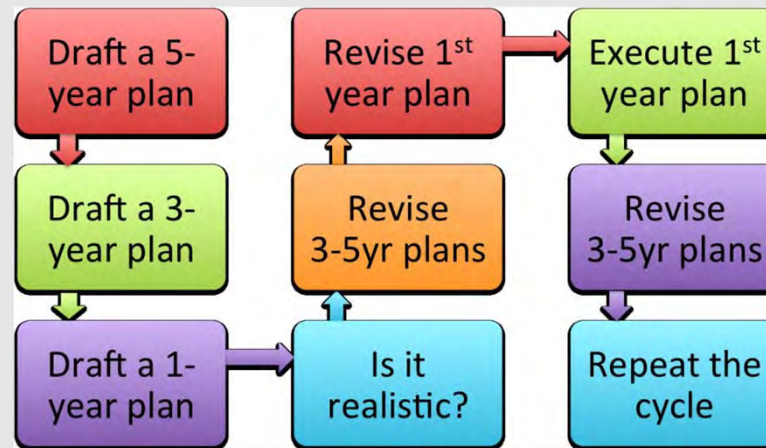 Draft a 5-
year plan
Draft a 3-
year plan
Draft a 1-
year plan
Is it
realistic?
Revise
3-5yr plans
Revise 1st
year plan
Execute 1st
year plan
Revise
3-5yr plans
Repeat the
cycle